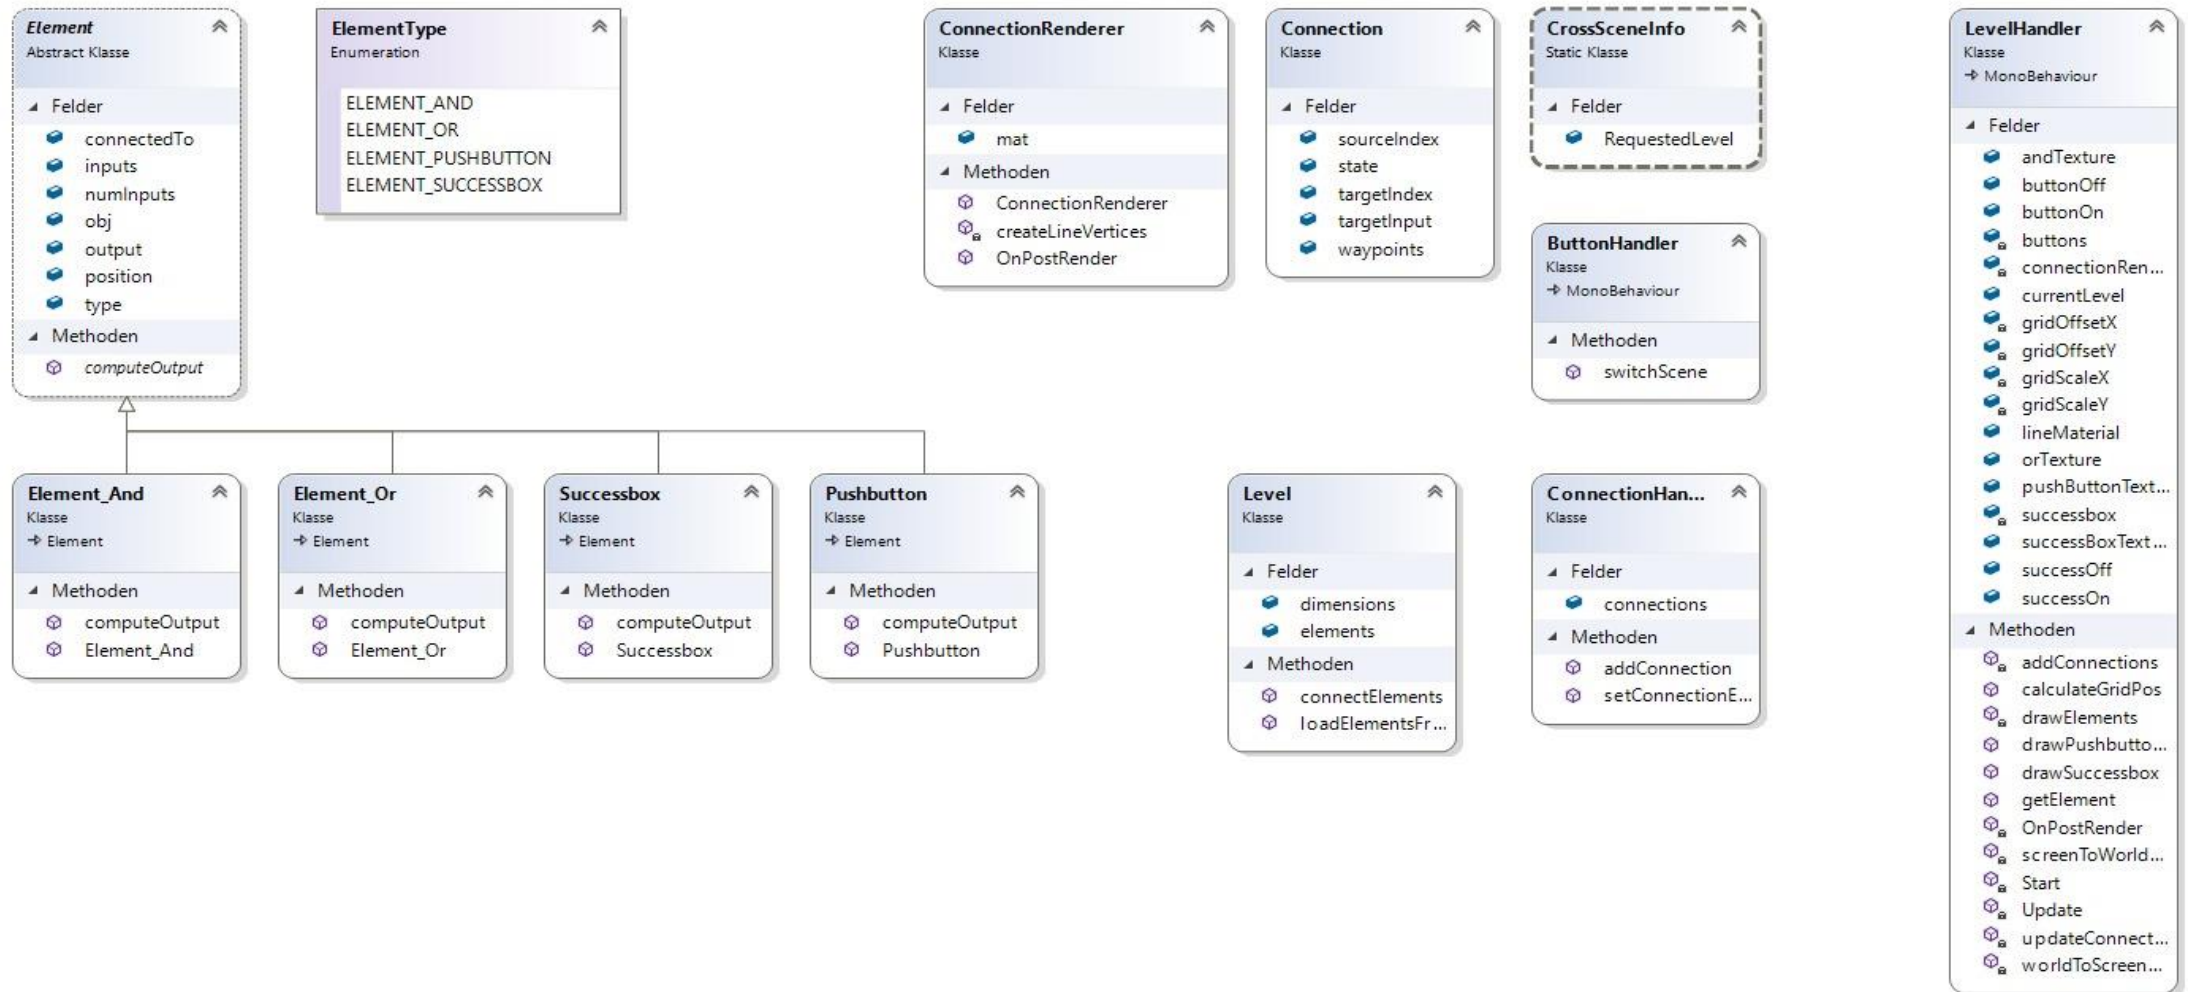 Element
Abstract Klasse
Felder
connectedTo
inputs
numInputs
obj
output
position
type
Methoden
computeOutput
ElementType
Enumeration
ELEMENT_AND
ELEMENT_OR
ELEMENT_PUSHBUTTON
ELEMENT_SUCCESSBOX
ConnectionRenderer
Klasse
Felder
mat
Methoden
ConnectionRenderer
createLineVertices
OnPostRender
Connection
Klasse
Felder
sourceIndex
state
targetIndex
targetInput
waypoints
CrossSceneInfo
Static Klasse
Felder
RequestedLevel
ButtonHandler
Klasse
MonoBehaviour
Methoden
switchScene
LevelHandler
Klasse
MonoBehaviour
Felder
andTexture
buttonOff
buttonOn
buttons
connectionRen...
currentLevel
gridOffsetX
gridOffsetY
gridScaleX
gridScaleY
lineMaterial
orTexture
pushButtonText...
successbox
successBoxText...
successOff
successOn
Methoden
addConnections
calculateGridPos
drawElements
drawPushbutto...
drawSuccessbox
getElement
OnPostRender
screenToWorld...
Start
Update
updateConnect...
worldToScreen...
Element_And
Klasse
Element
Methoden
computeOutput
Element_And
Element_Or
Klasse
Element
Methoden
computeOutput
Element_Or
Successbox
Klasse
Element
Methoden
computeOutput
Successbox
Pushbutton
Klasse
Element
Methoden
computeOutput
Pushbutton
Level
Klasse
Felder
dimensions
elements
Methoden
connectElements
loadElementsFr...
ConnectionHan...
Klasse
Felder
connections
Methoden
addConnection
setConnectionE...